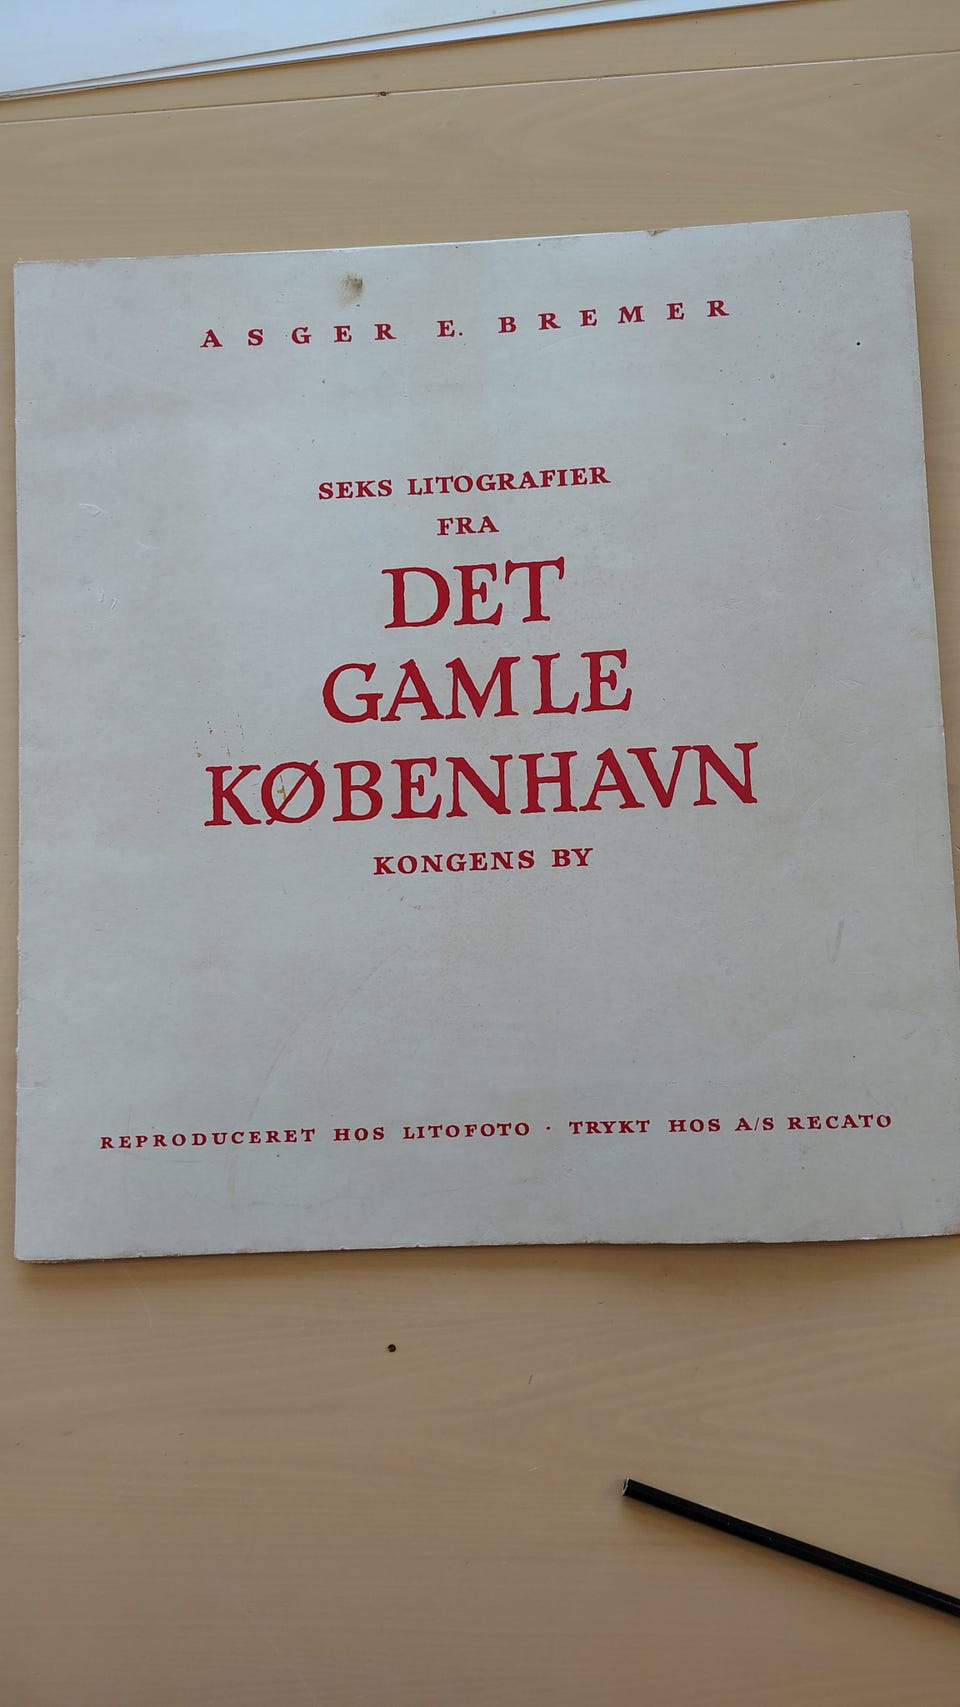 ASGER E. BREMER
SEKS LITOGRAFIER
FRA
DET
GAMLE
KØBENHAVN
KONGENS BY
REPRODUCERET HOS LITOFOTO · TRYKT HOS A/S RECATO